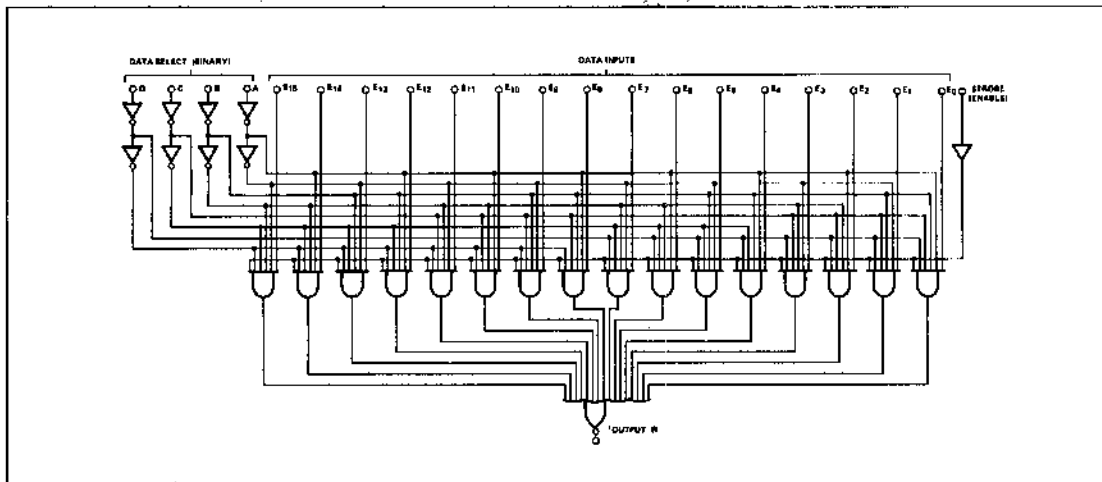 DATA SELECT (BINARY)
DATA INPUTS
D C B A E15 E14 E13 E12 E11 E10 E9 E8 E7 E6 E5 E4 E3 E2 E1 E0 STROBE
(ENABLE)
OUTPUT W